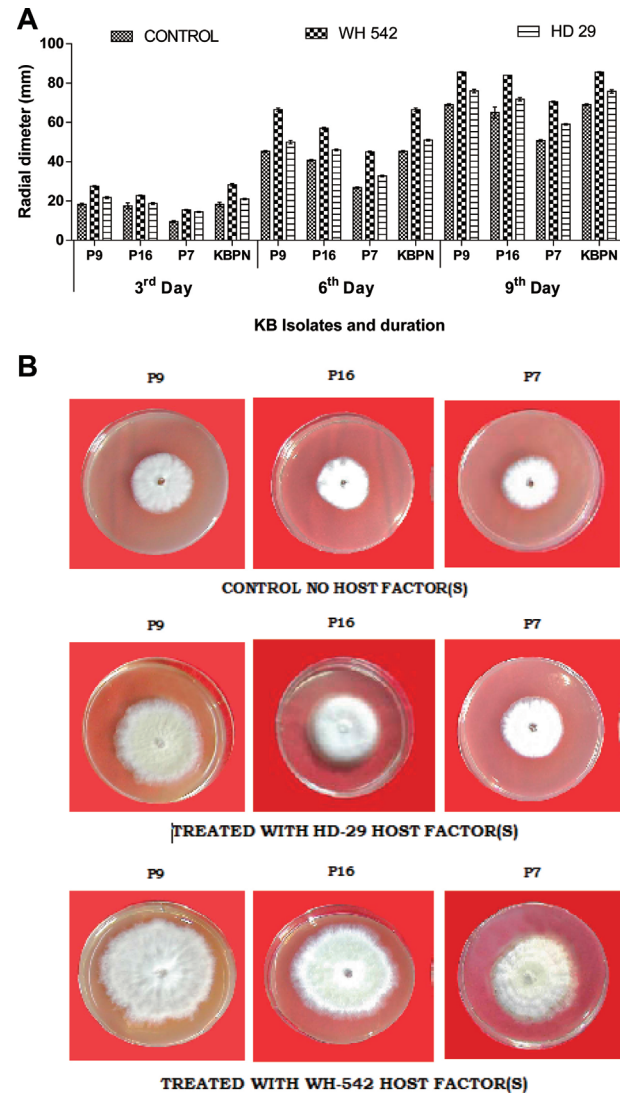 A
CONTROL WH 542 HD 29
Radial dimeter (mm)
100
80
60
40
20
0
P9 P16 P7 KBPN P9 P16 P7 KBPN P9 P16 P7 KBPN
3rd Day 6th Day 9th Day
KB Isolates and duration
B
P9 P16 P7
CONTROL NO HOST FACTOR(S)
P9 P16 P7
TREATED WITH HD-29 HOST FACTOR(S)
P9 P16 P7
TREATED WITH WH-542 HOST FACTOR(S)